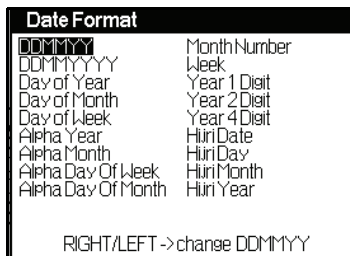 Date Format
DDMMYY
DDMMYYYY
Day of Year
Day of Month
Day of Week
Alpha Year
Alpha Month
Alpha Day Of Week
Alpha Day Of Month
Month Number
Week
Year 1 Digit
Year 2 Digit
Year 4 Digit
Hijri Date
Hijri Day
Hijri Month
Hijri Year
RIGHT/LEFT -> change DDMMYY